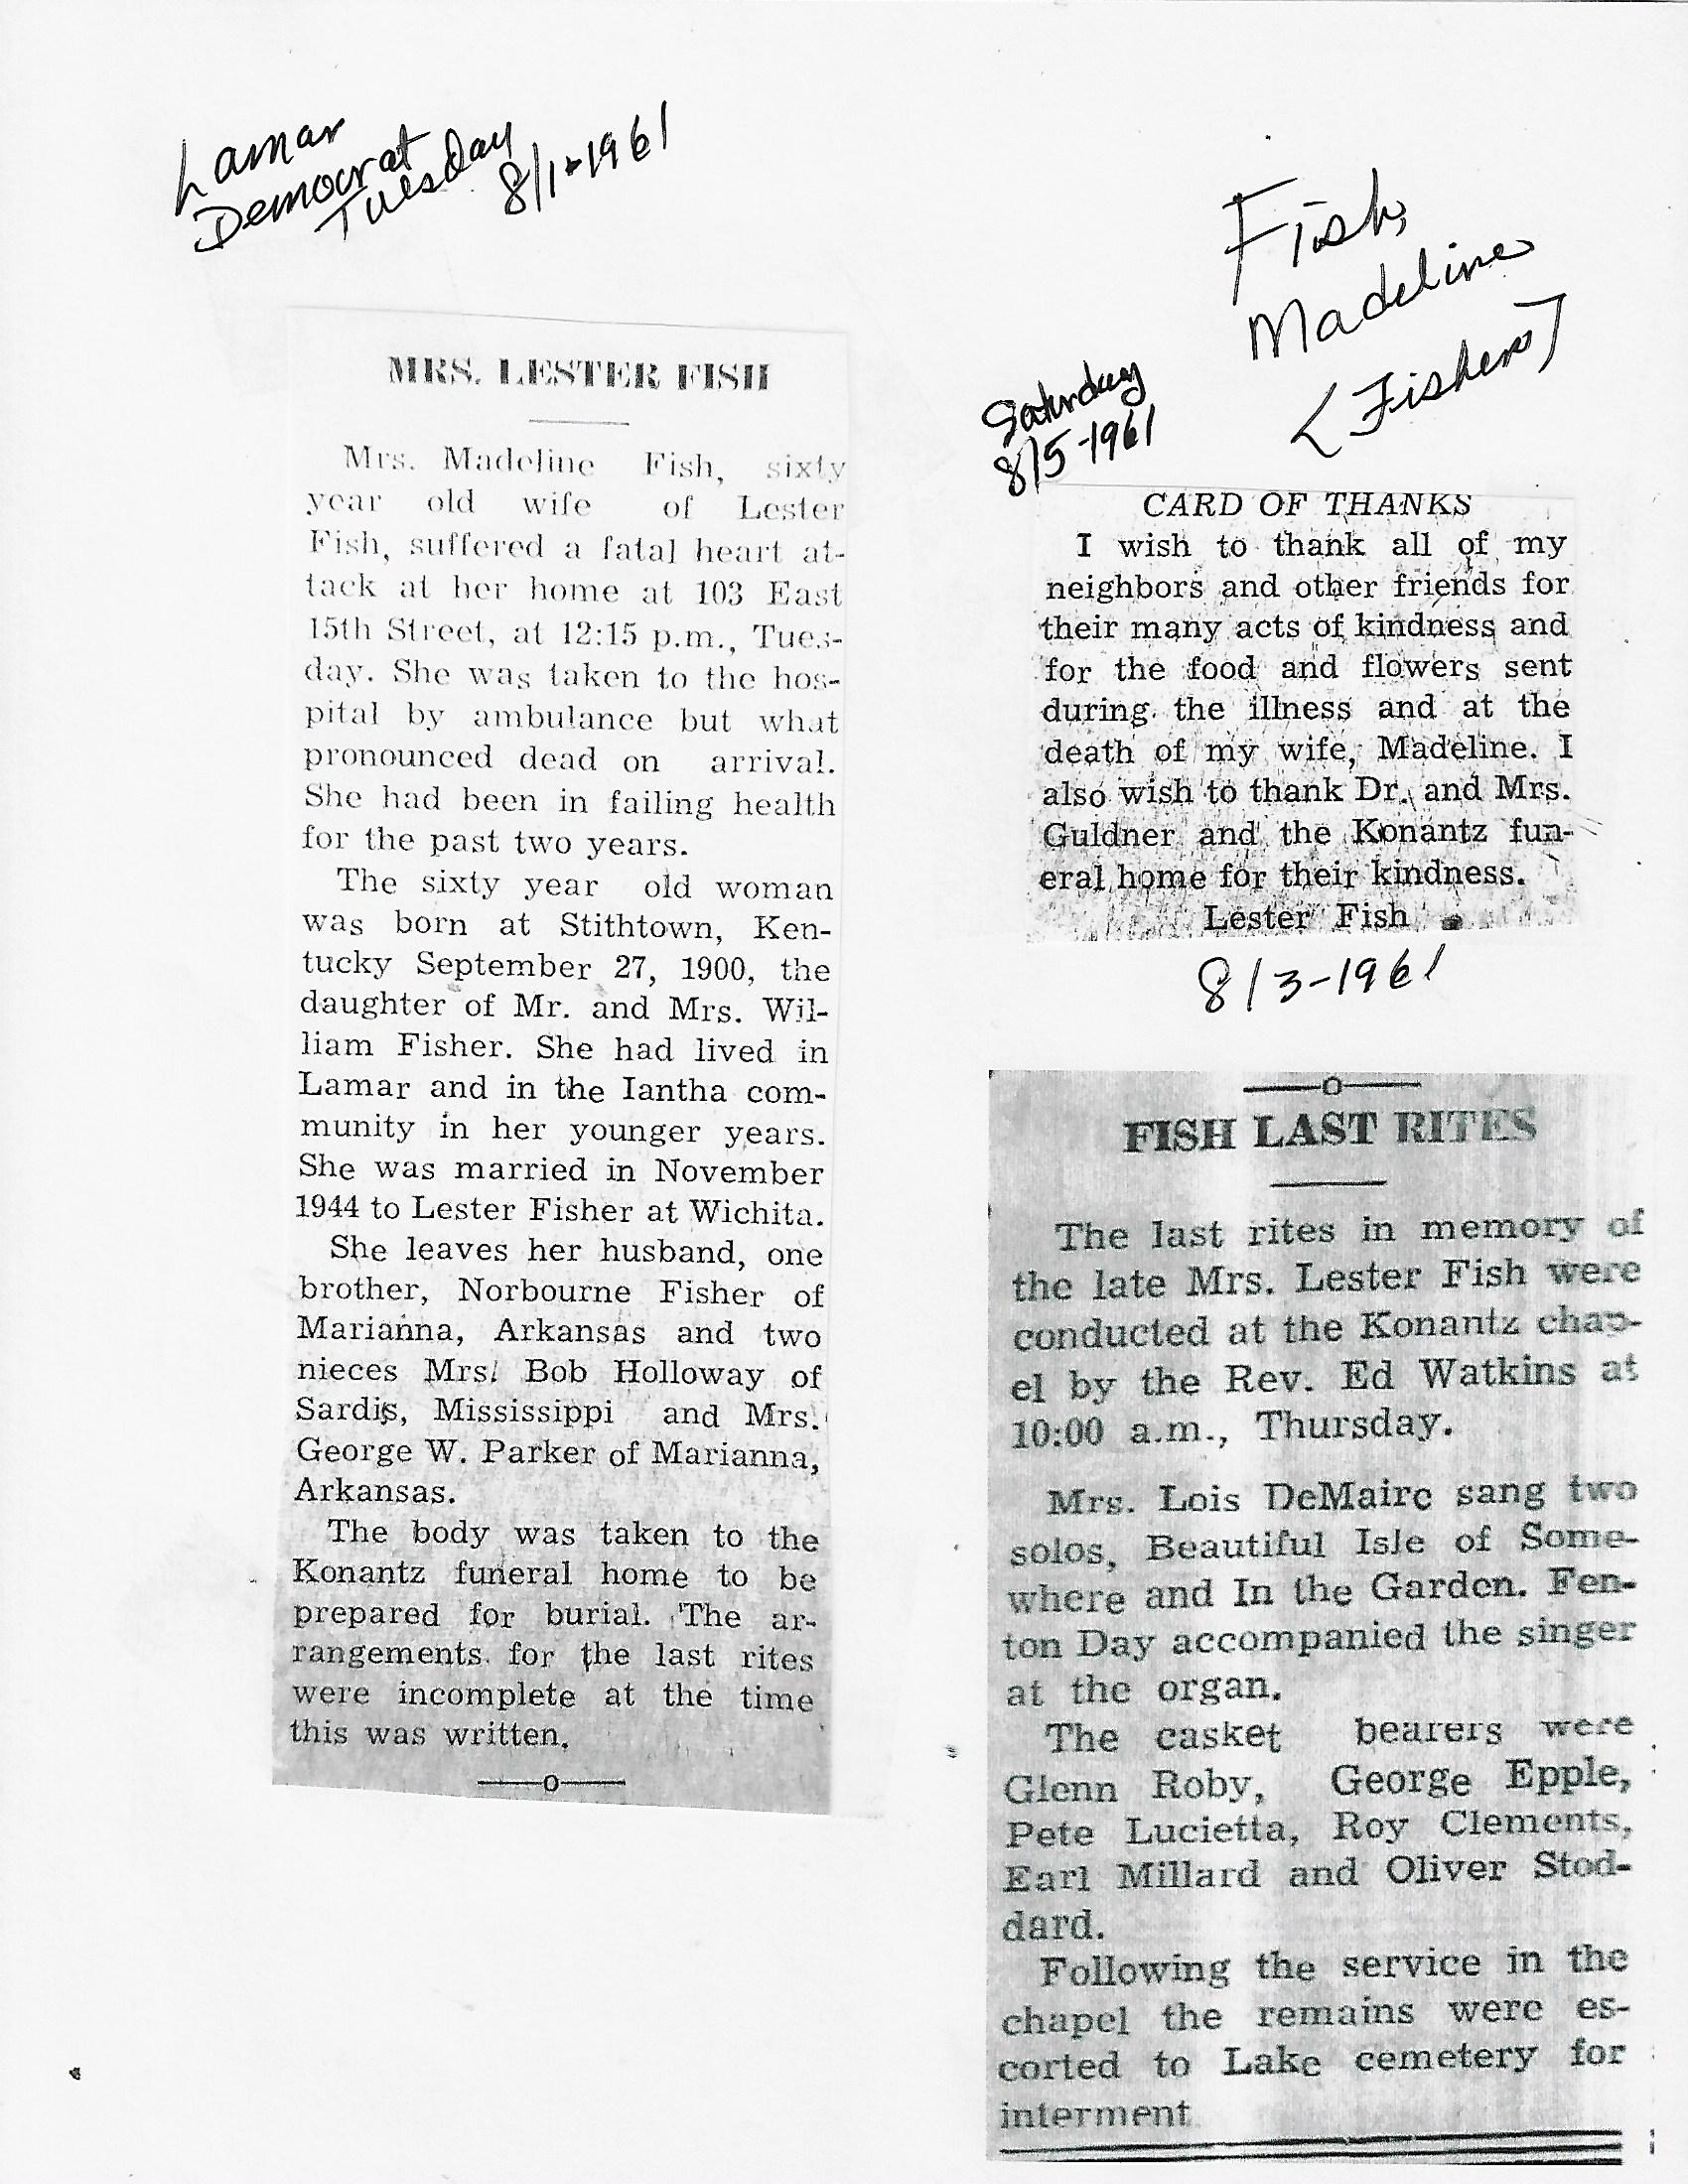 Lamar
Democrat
Tuesday
8/1-1961
MRS. LESTER FISH
Mrs. Madeline Fish, sixty
year old wife of Lester
Fish, suffered a fatal heart at-
tack at her home at 103 East
15th Street, at 12:15 p.m., Tues-
day. She was taken to the hos-
pital by ambulance but what
pronounced dead on arrival.
She had been in failing health
for the past two years.
The sixty year old woman
was born at Stithtown, Ken-
tucky September 27, 1900, the
daughter of Mr. and Mrs. Wil-
liam Fisher. She had lived in
Lamar and in the Iantha com-
munity in her younger years.
She was married in November
1944 to Lester Fisher at Wichita.
She leaves her husband, one
brother, Norbourne Fisher of
Marianna, Arkansas and two
nieces Mrs. Bob Holloway of
Sardis, Mississippi and Mrs.
George W. Parker of Marianna,
Arkansas.
The body was taken to the
Konantz funeral home to be
prepared for burial. The ar-
rangements for the last rites
were incomplete at the time
this was written.
Fish,
Madeline
<Fisher>
Saturday
8/5-1961
CARD OF THANKS
I wish to thank all of my
neighbors and other friends for
their many acts of kindness and
for the food and flowers sent
during the illness and at the
death of my wife, Madeline. I
also wish to thank Dr. and Mrs.
Guldner and the Konantz fun-
eral home for their kindness.
Lester Fish
8/3-1961
FISH LAST RITES
The last rites in memory of
the late Mrs. Lester Fish were
conducted at the Konantz chap-
el by the Rev. Ed Watkins at
10:00 a.m., Thursday.
Mrs. Lois DeMaire sang two
solos, Beautiful Isle of Some-
where and In the Garden. Fen-
ton Day accompanied the singer
at the organ.
The casket bearers were
Glenn Roby, George Epple,
Pete Lucietta, Roy Clements,
Earl Millard and Oliver Stod-
dard.
Following the service in the
chapel the remains were es-
corted to Lake cemetery for
interment